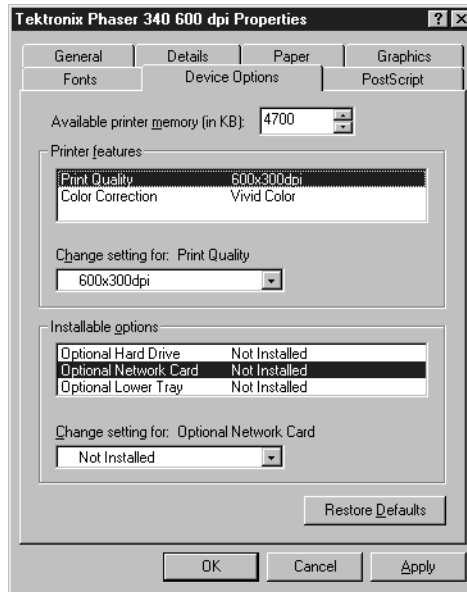 Tektronix Phaser 340 600 dpi Properties ? X
General Details Paper Graphics
Fonts Device Options PostScript
Available printer memory (in KB): 4700
Printer features
Print Quality 600x300dpi
Color Correction Vivid Color
Change setting for: Print Quality
600x300dpi
Installable options
Optional Hard Drive Not Installed
Optional Network Card Not Installed
Optional Lower Tray Not Installed
Change setting for: Optional Network Card
Not Installed
Restore Defaults
OK Cancel Apply